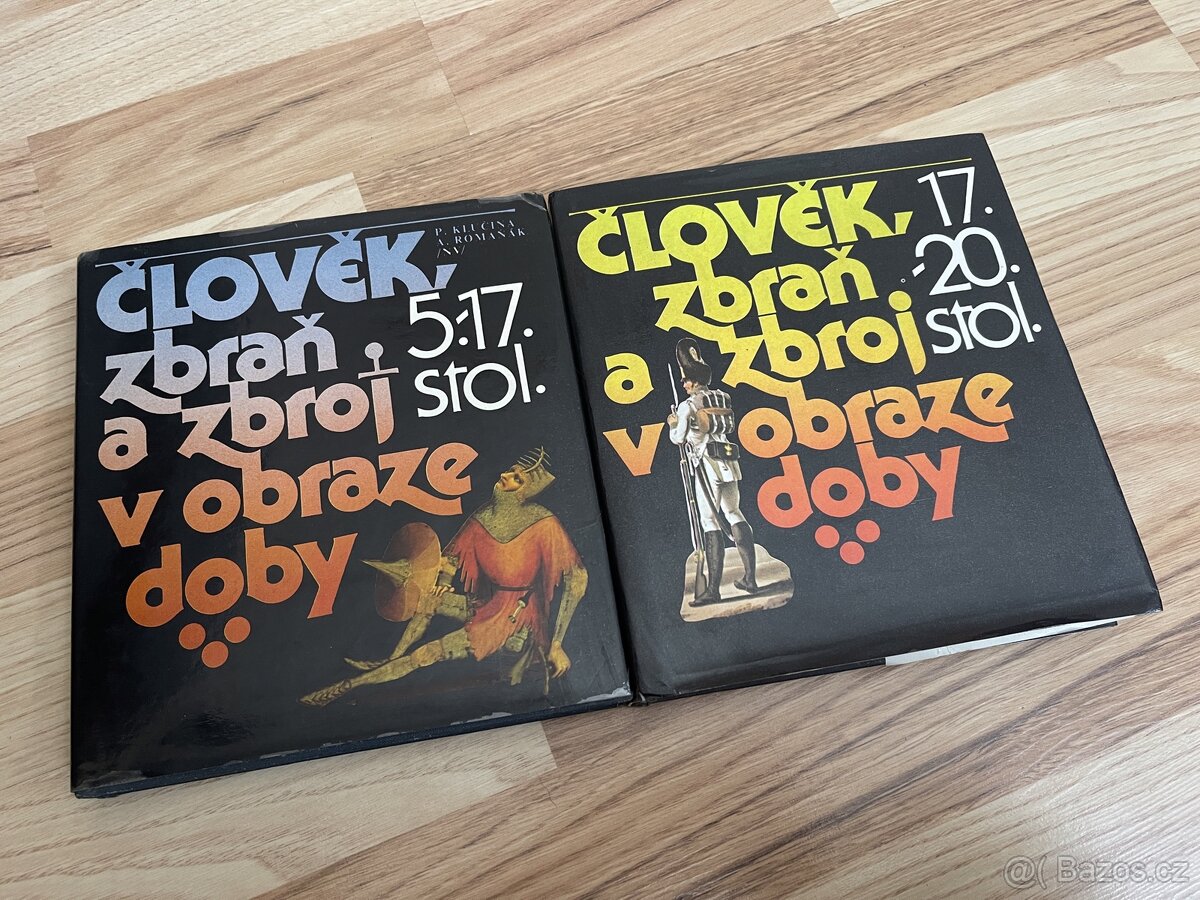 P. KLUČINA
A. ROMAŇÁK
/NV/
ČLOVĚK,
zbraň
a zbroj
v obraze
doby
5.-17.
stol.
ČLOVĚK,
zbraň
a zbroj
v obraze
doby
17.
-20.
stol.
@( Bazos.cz